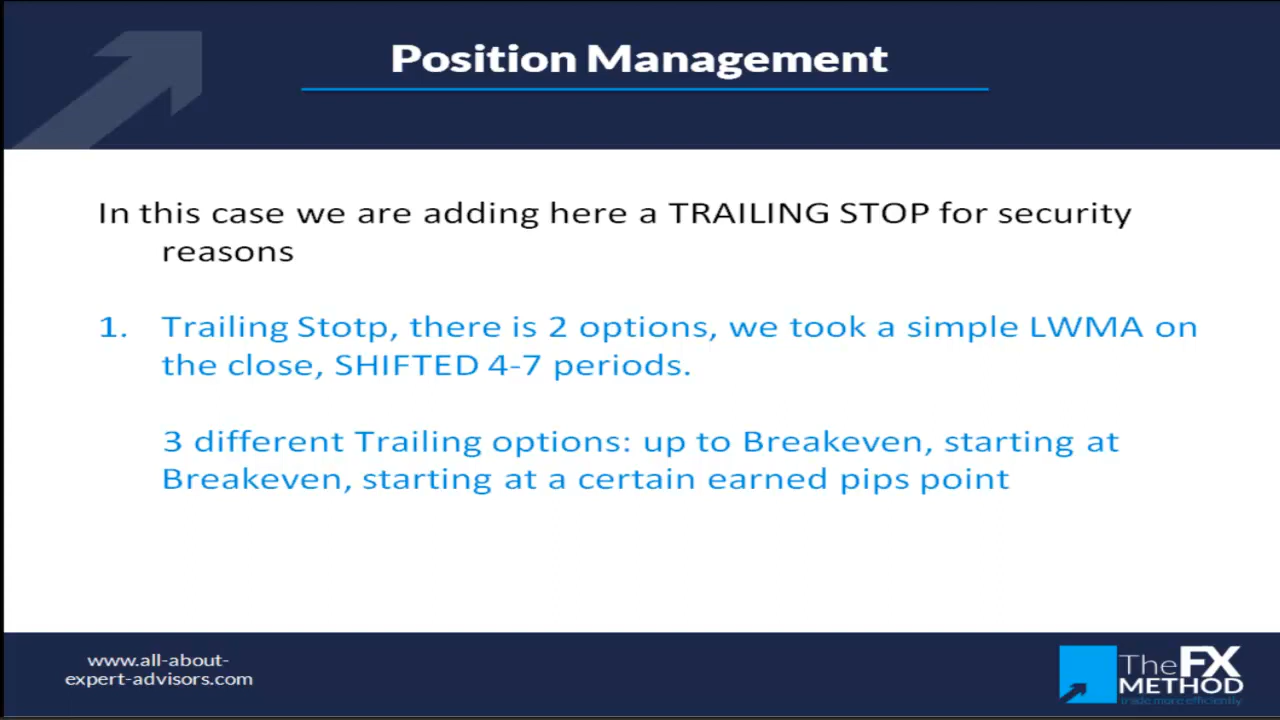 Position Management
In this case we are adding here a TRAILING STOP for security
reasons
1. Trailing Stotp, there is 2 options, we took a simple LWMA on
the close, SHIFTED 4-7 periods.
3 different Trailing options: up to Breakeven, starting at
Breakeven, starting at a certain earned pips point
www.all-about-
expert-advisors.com
The FX
METHOD
trade more efficiently